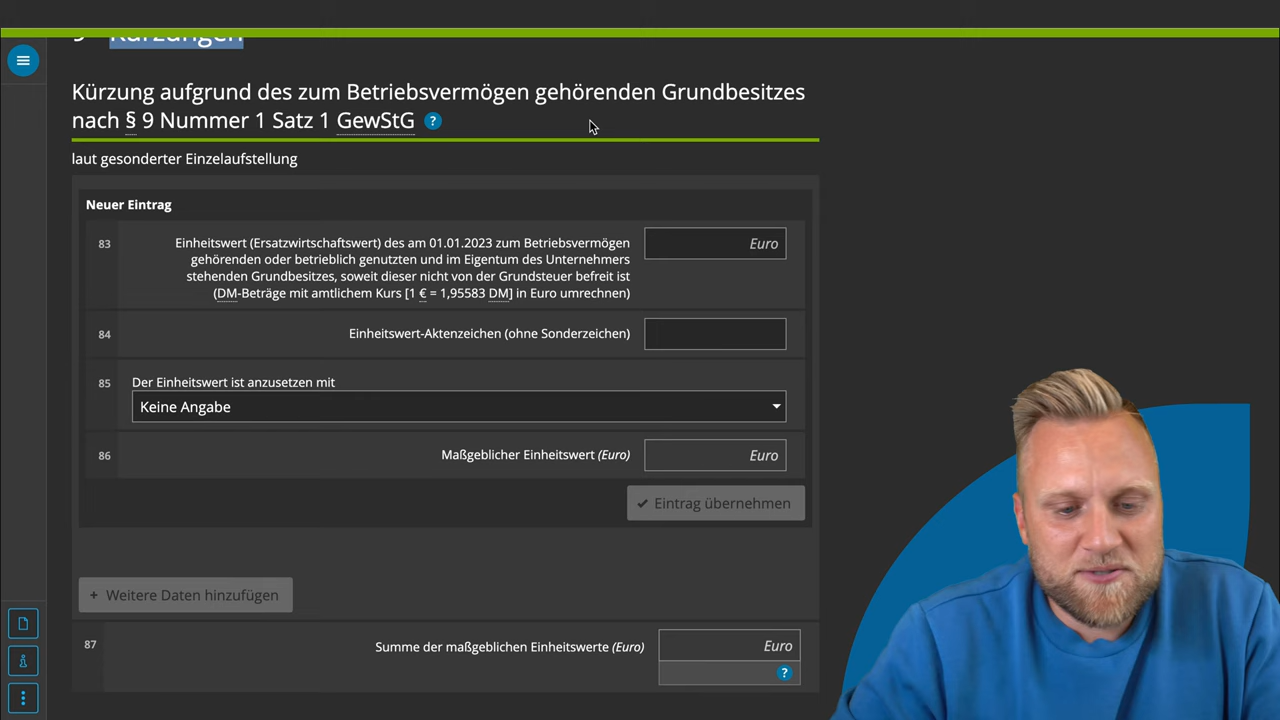 9 - Kürzungen
Kürzung aufgrund des zum Betriebsvermögen gehörenden Grundbesitzes
nach § 9 Nummer 1 Satz 1 GewStG ?
laut gesonderter Einzelaufstellung
Neuer Eintrag
83 Einheitswert (Ersatzwirtschaftswert) des am 01.01.2023 zum Betriebsvermögen Euro
gehörenden oder betrieblich genutzten und im Eigentum des Unternehmers
stehenden Grundbesitzes, soweit dieser nicht von der Grundsteuer befreit ist
(DM-Beträge mit amtlichem Kurs [1 € = 1,95583 DM] in Euro umrechnen)
84 Einheitswert-Aktenzeichen (ohne Sonderzeichen)
85 Der Einheitswert ist anzusetzen mit
Keine Angabe
86 Maßgeblicher Einheitswert (Euro) Euro
Eintrag übernehmen
+ Weitere Daten hinzufügen
87 Summe der maßgeblichen Einheitswerte (Euro) Euro
?